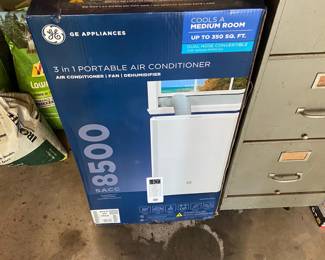 GE APPLIANCES
COOLS A
MEDIUM ROOM
UP TO 350 SQ. FT.
DUAL HOSE CONVERTIBLE
3 in 1 PORTABLE AIR CONDITIONER
AIR CONDITIONER | FAN | DEHUMIDIFIER
8500
SACC